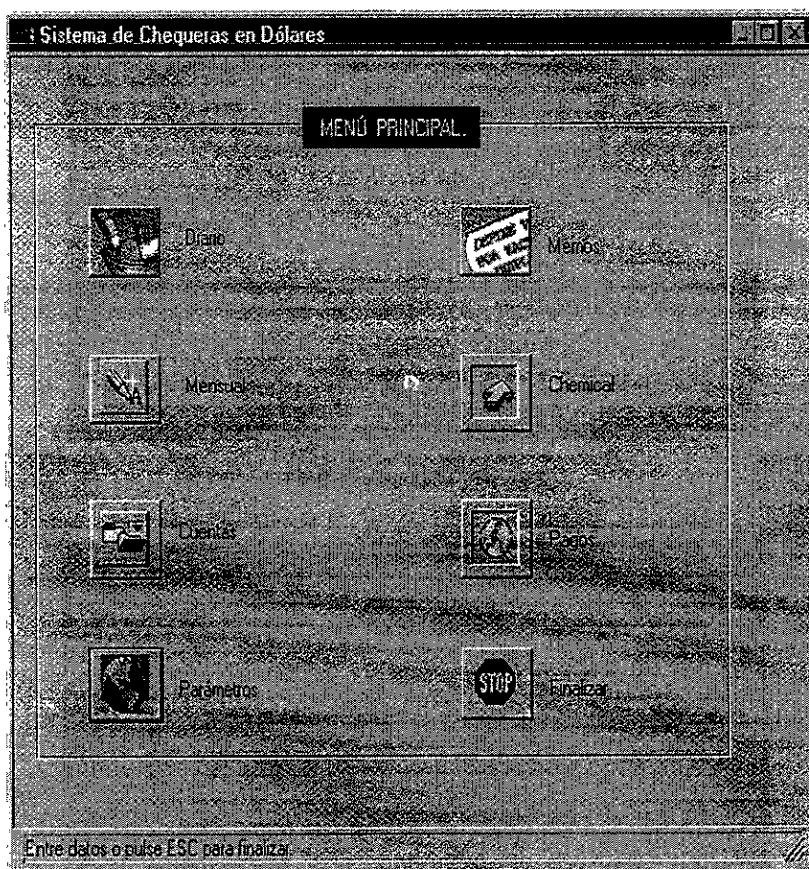 Sistema de Chequeras en Dólares
MENÚ PRINCIPAL.
Diario
Memos
Mensual
Chemical
Cuentas
Pagos
Parámetros
STOP
Finalizar
Entre datos o pulse ESC para finalizar